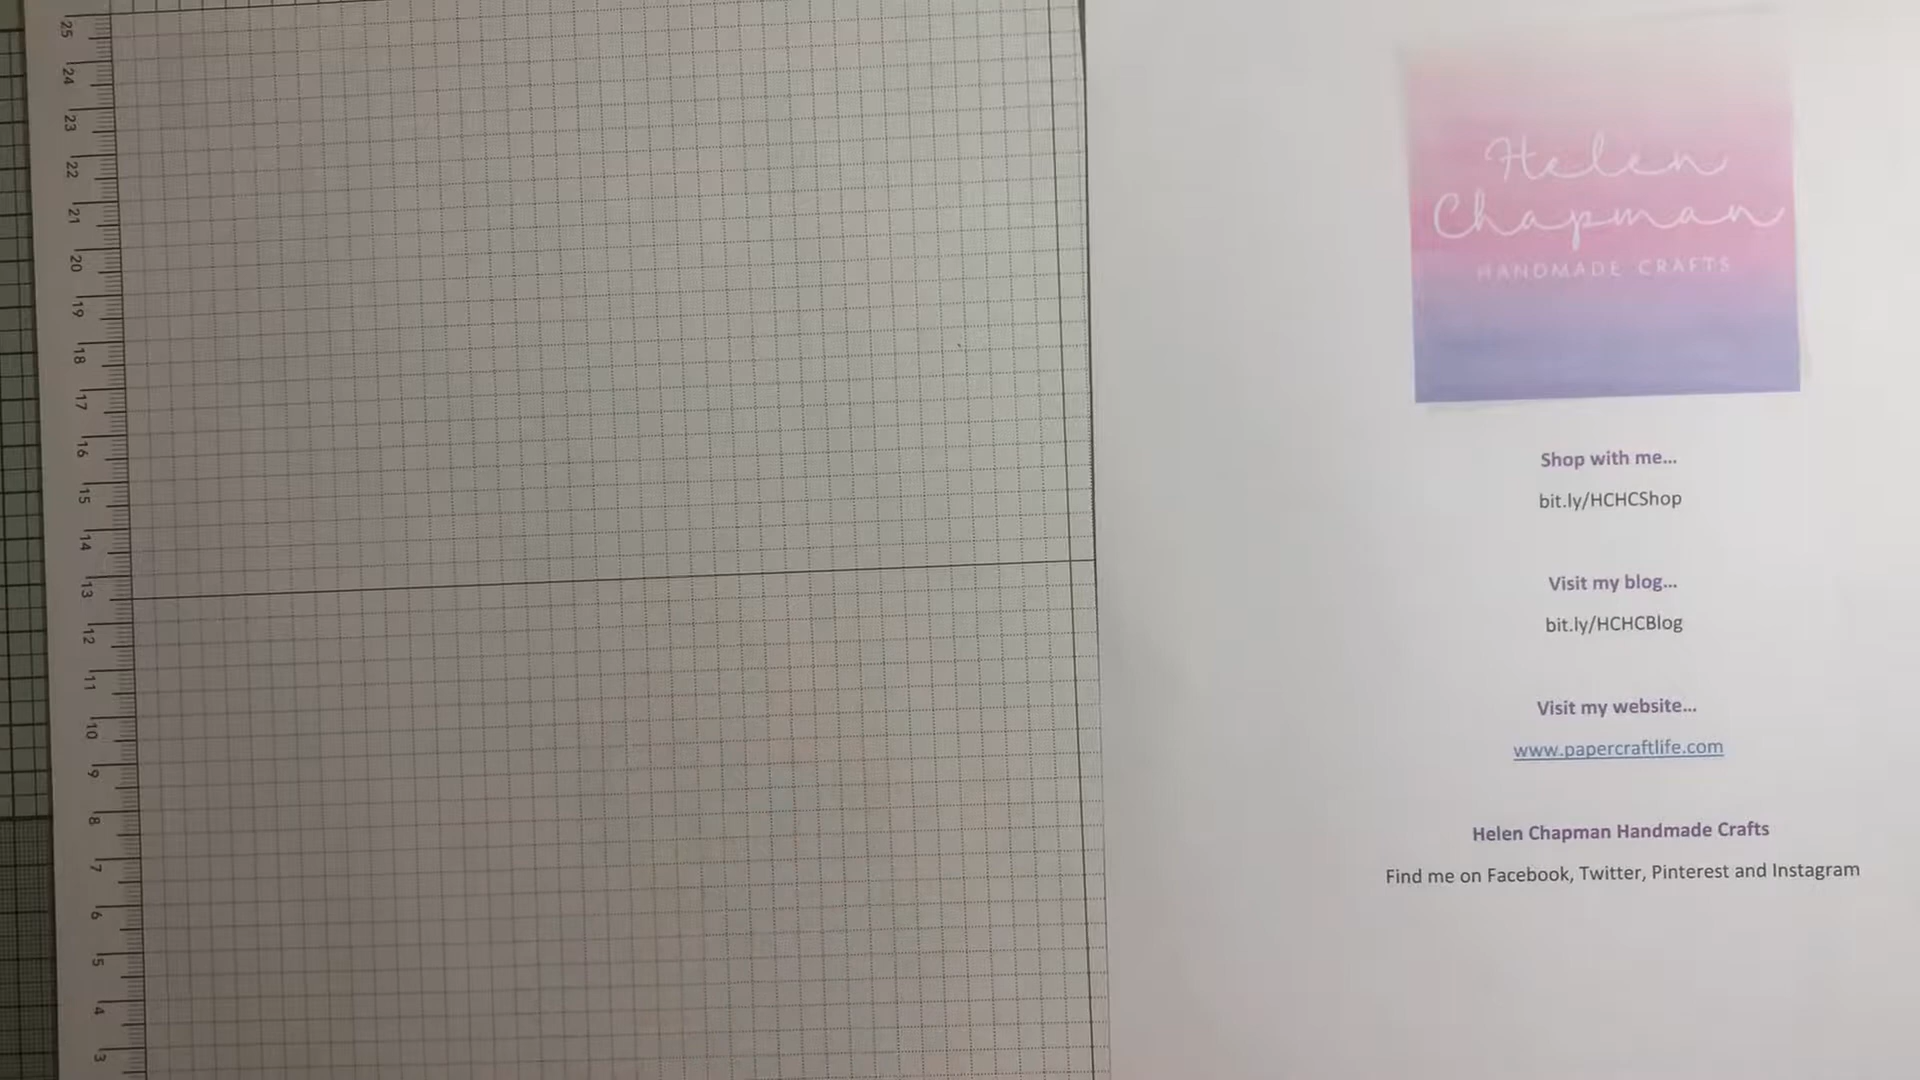 25
24
23
22
21
20
19
18
17
16
15
14
13
12
11
10
9
8
7
6
5
4
3
Helen
Chapman
HANDMADE CRAFTS
Shop with me...
bit.ly/HCHCShop
Visit my blog...
bit.ly/HCHCBlog
Visit my website...
www.papercraftlife.com
Helen Chapman Handmade Crafts
Find me on Facebook, Twitter, Pinterest and Instagram